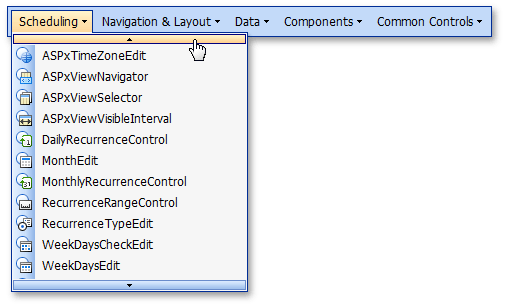 Scheduling Navigation & Layout Data Components Common Controls
ASPxTimeZoneEdit
ASPxViewNavigator
ASPxViewSelector
ASPxViewVisibleInterval
DailyRecurrenceControl
MonthEdit
MonthlyRecurrenceControl
RecurrenceRangeControl
RecurrenceTypeEdit
WeekDaysCheckEdit
WeekDaysEdit